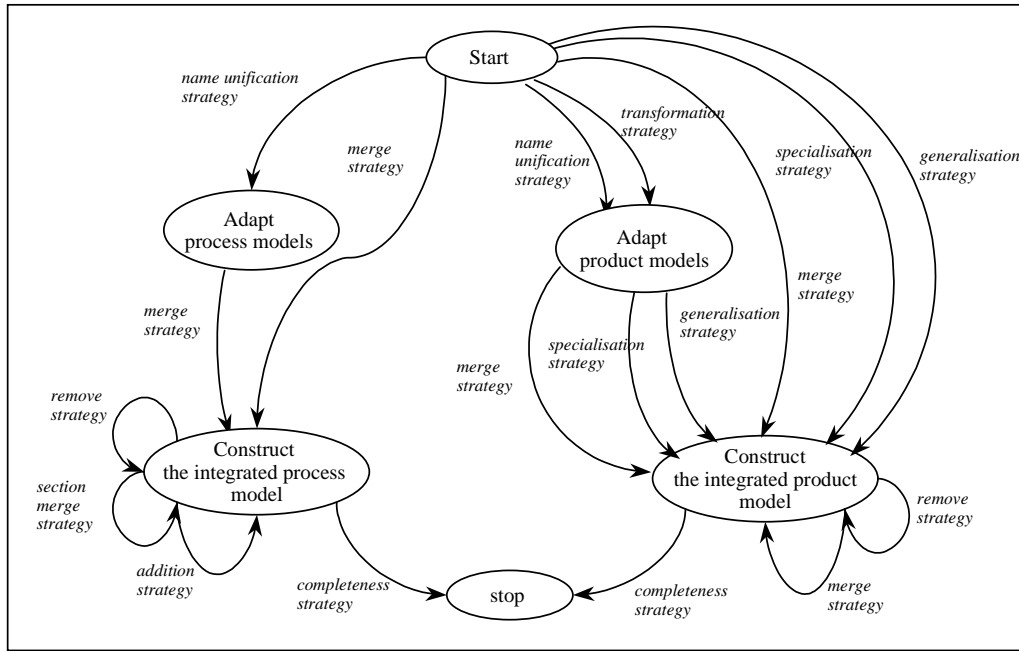 Start
name unification
strategy
merge
strategy
name
unification
strategy
transformation
strategy
specialisation
strategy
generalisation
strategy
Adapt
process models
Adapt
product models
merge
strategy
merge
strategy
specialisation
strategy
generalisation
strategy
merge
strategy
remove
strategy
Construct
the integrated process
model
section
merge
strategy
addition
strategy
Construct
the integrated product
model
remove
strategy
merge
strategy
completeness
strategy
stop
completeness
strategy